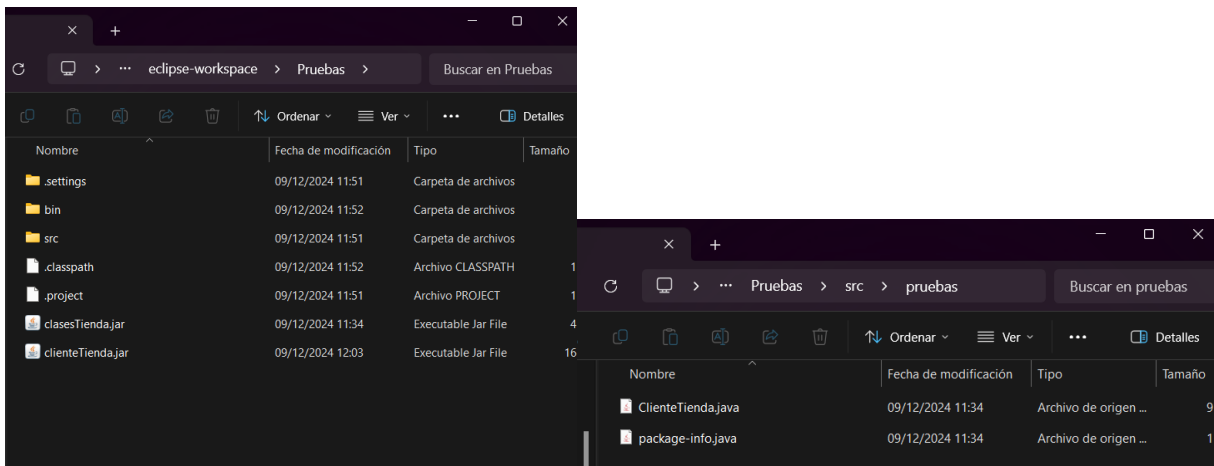 eclipse-workspace > Pruebas >
Buscar en Pruebas
Ordenar
Ver
Detalles
Nombre
Fecha de modificación
Tipo
Tamaño
.settings 09/12/2024 11:51 Carpeta de archivos
bin 09/12/2024 11:52 Carpeta de archivos
src 09/12/2024 11:51 Carpeta de archivos
.classpath 09/12/2024 11:52 Archivo CLASSPATH 1
.project 09/12/2024 11:51 Archivo PROJECT 1
clasesTienda.jar 09/12/2024 11:34 Executable Jar File 4
clienteTienda.jar 09/12/2024 12:03 Executable Jar File 16
Pruebas > src > pruebas
Buscar en pruebas
Ordenar
Ver
Detalles
Nombre
Fecha de modificación
Tipo
Tamaño
ClienteTienda.java 09/12/2024 11:34 Archivo de origen ... 9
package-info.java 09/12/2024 11:34 Archivo de origen ... 1